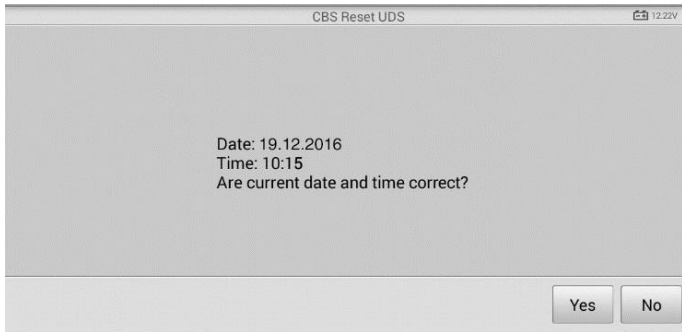 CBS Reset UDS
12.22V
Date: 19.12.2016
Time: 10:15
Are current date and time correct?
Yes
No